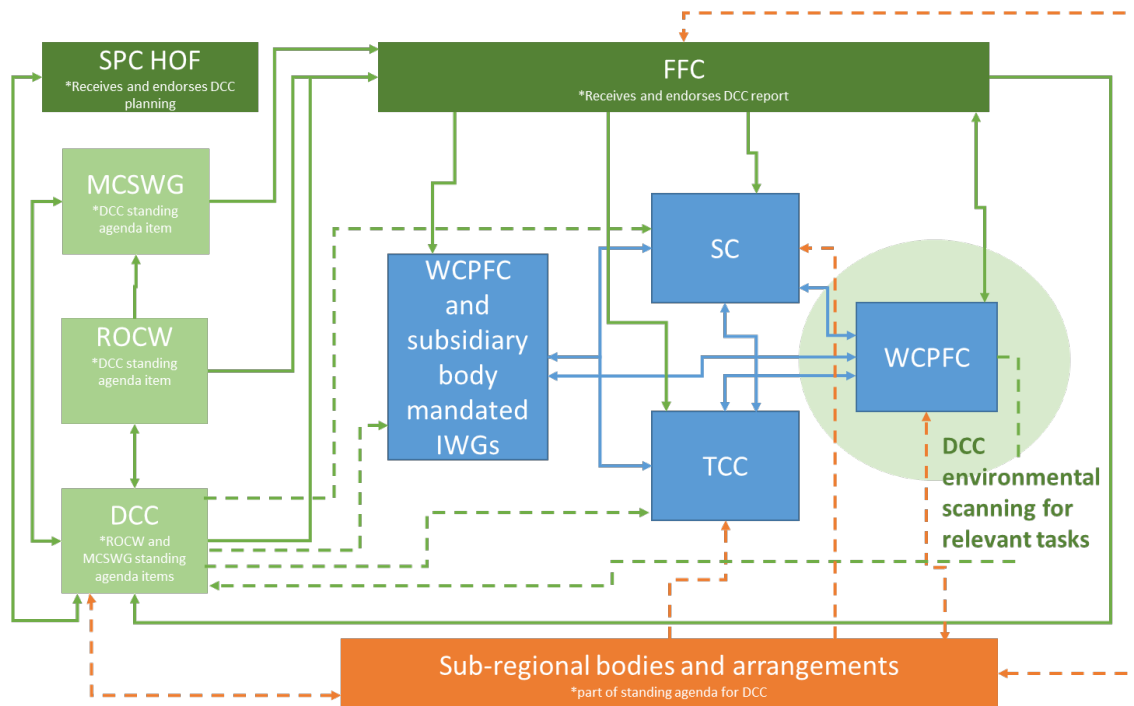 SPC HOF
*Receives and endorses DCC
planning
FFC
*Receives and endorses DCC report
MCSWG
*DCC standing
agenda item
ROCW
*DCC standing
agenda item
DCC
*ROCW and
MCSWG standing
agenda items
WCPFC
and
subsidiary
body
mandated
IWGs
SC
TCC
WCPFC
DCC
environmental
scanning for
relevant tasks
Sub-regional bodies and arrangements
*part of standing agenda for DCC